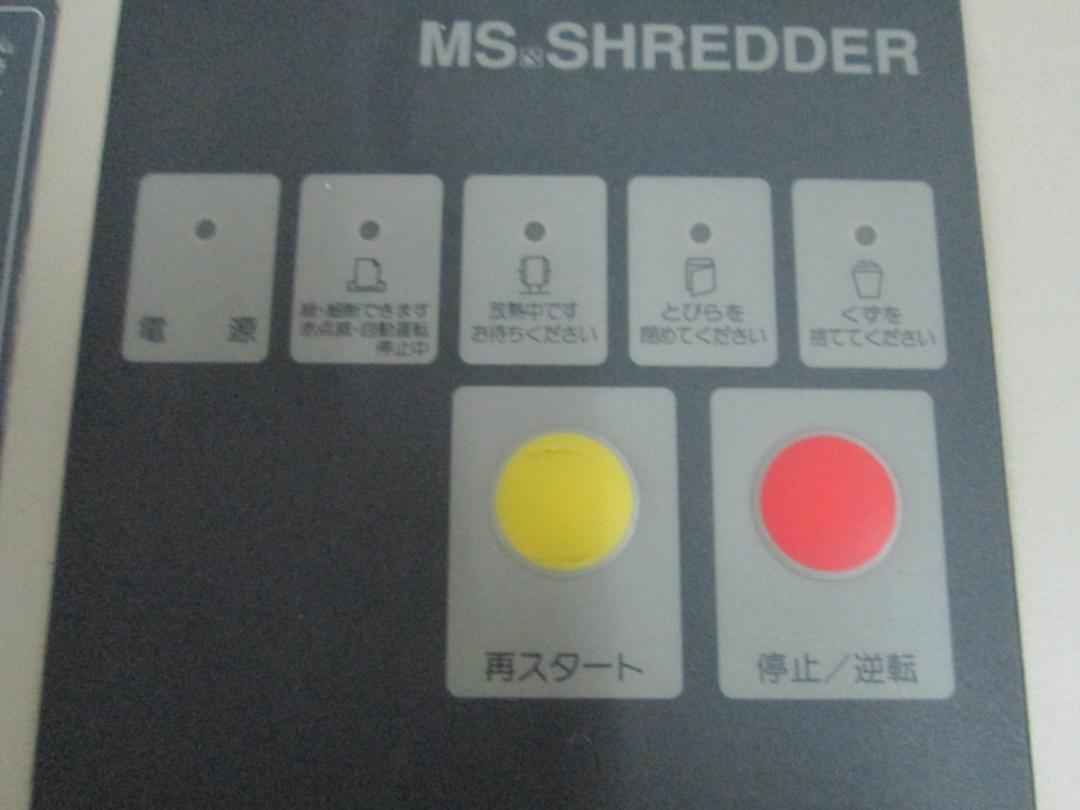 MS SHREDDER
電源
緑・細断できます
赤点滅・自動運転
停止中
放熱中です
お待ちください
とびらを
閉めてください
くずを
捨ててください
再スタート
停止/逆転